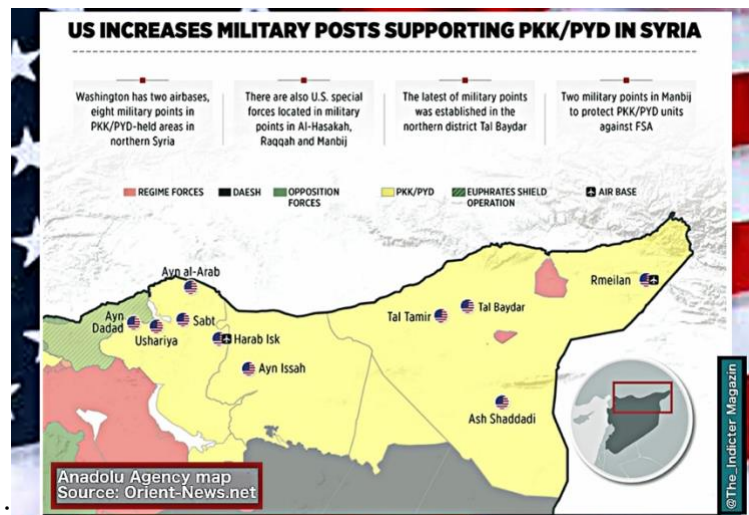 US INCREASES MILITARY POSTS SUPPORTING PKK/PYD IN SYRIA
Washington has two airbases,
eight military points in
PKK/PYD-held areas in
northern Syria
There are also U.S. special
forces located in military
points in Al-Hasakah,
Raqqah and Manbij
The latest of military points
was established in the
northern district Tal Baydar
Two military points in Manbij
to protect PKK/PYD units
against FSA
REGIME FORCES
DAESH
OPPOSITION
FORCES
PKK/PYD
EUPHRATES SHIELD
OPERATION
AIR BASE
Ayn al-Arab
Rmeilan
Ayn
Dadad
Ushariya
Sabt
Harab Isk
Ayn Issah
Tal Tamir
Tal Baydar
Ash Shaddadi
Anadolu Agency map
Source: Orient-News.net
@The_Indicter Magazin